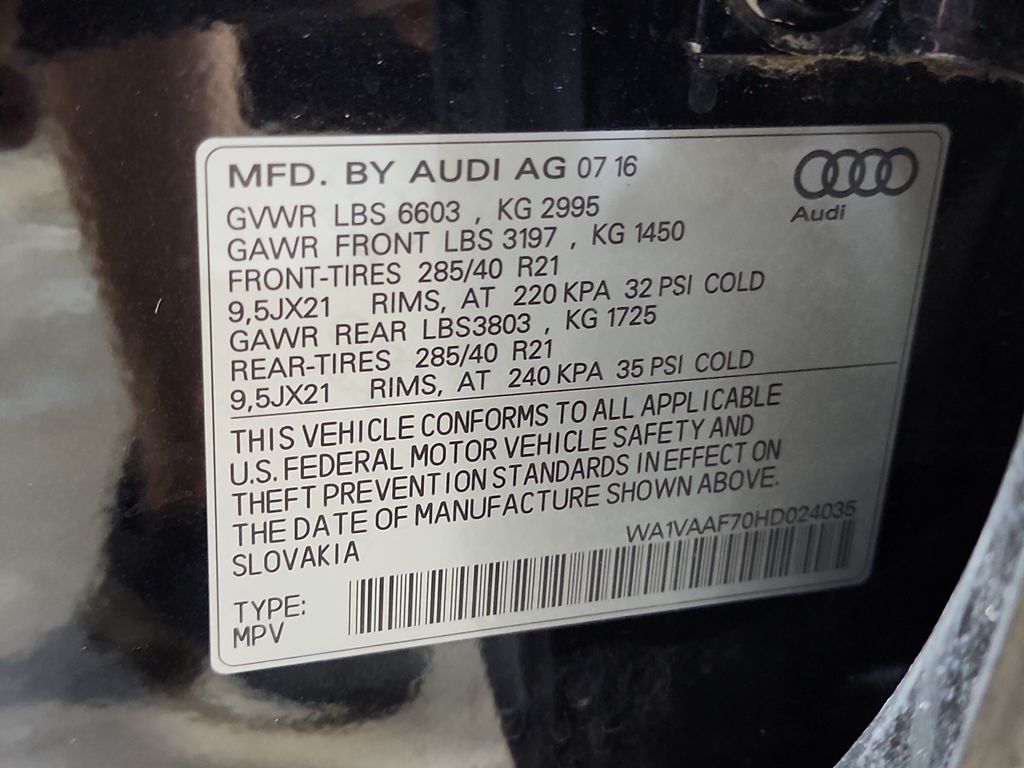 MFD. BY AUDI AG 07 16
Audi
GVWR LBS 6603 , KG 2995
GAWR FRONT LBS 3197 , KG 1450
FRONT-TIRES 285/40 R21
9,5JX21 RIMS, AT 220 KPA 32 PSI COLD
GAWR REAR LBS3803 , KG 1725
REAR-TIRES 285/40 R21
9,5JX21 RIMS, AT 240 KPA 35 PSI COLD
THIS VEHICLE CONFORMS TO ALL APPLICABLE
U.S. FEDERAL MOTOR VEHICLE SAFETY AND
THEFT PREVENTION STANDARDS IN EFFECT ON
THE DATE OF MANUFACTURE SHOWN ABOVE.
SLOVAKIA
WA1VAAF70HD024035
TYPE:
MPV